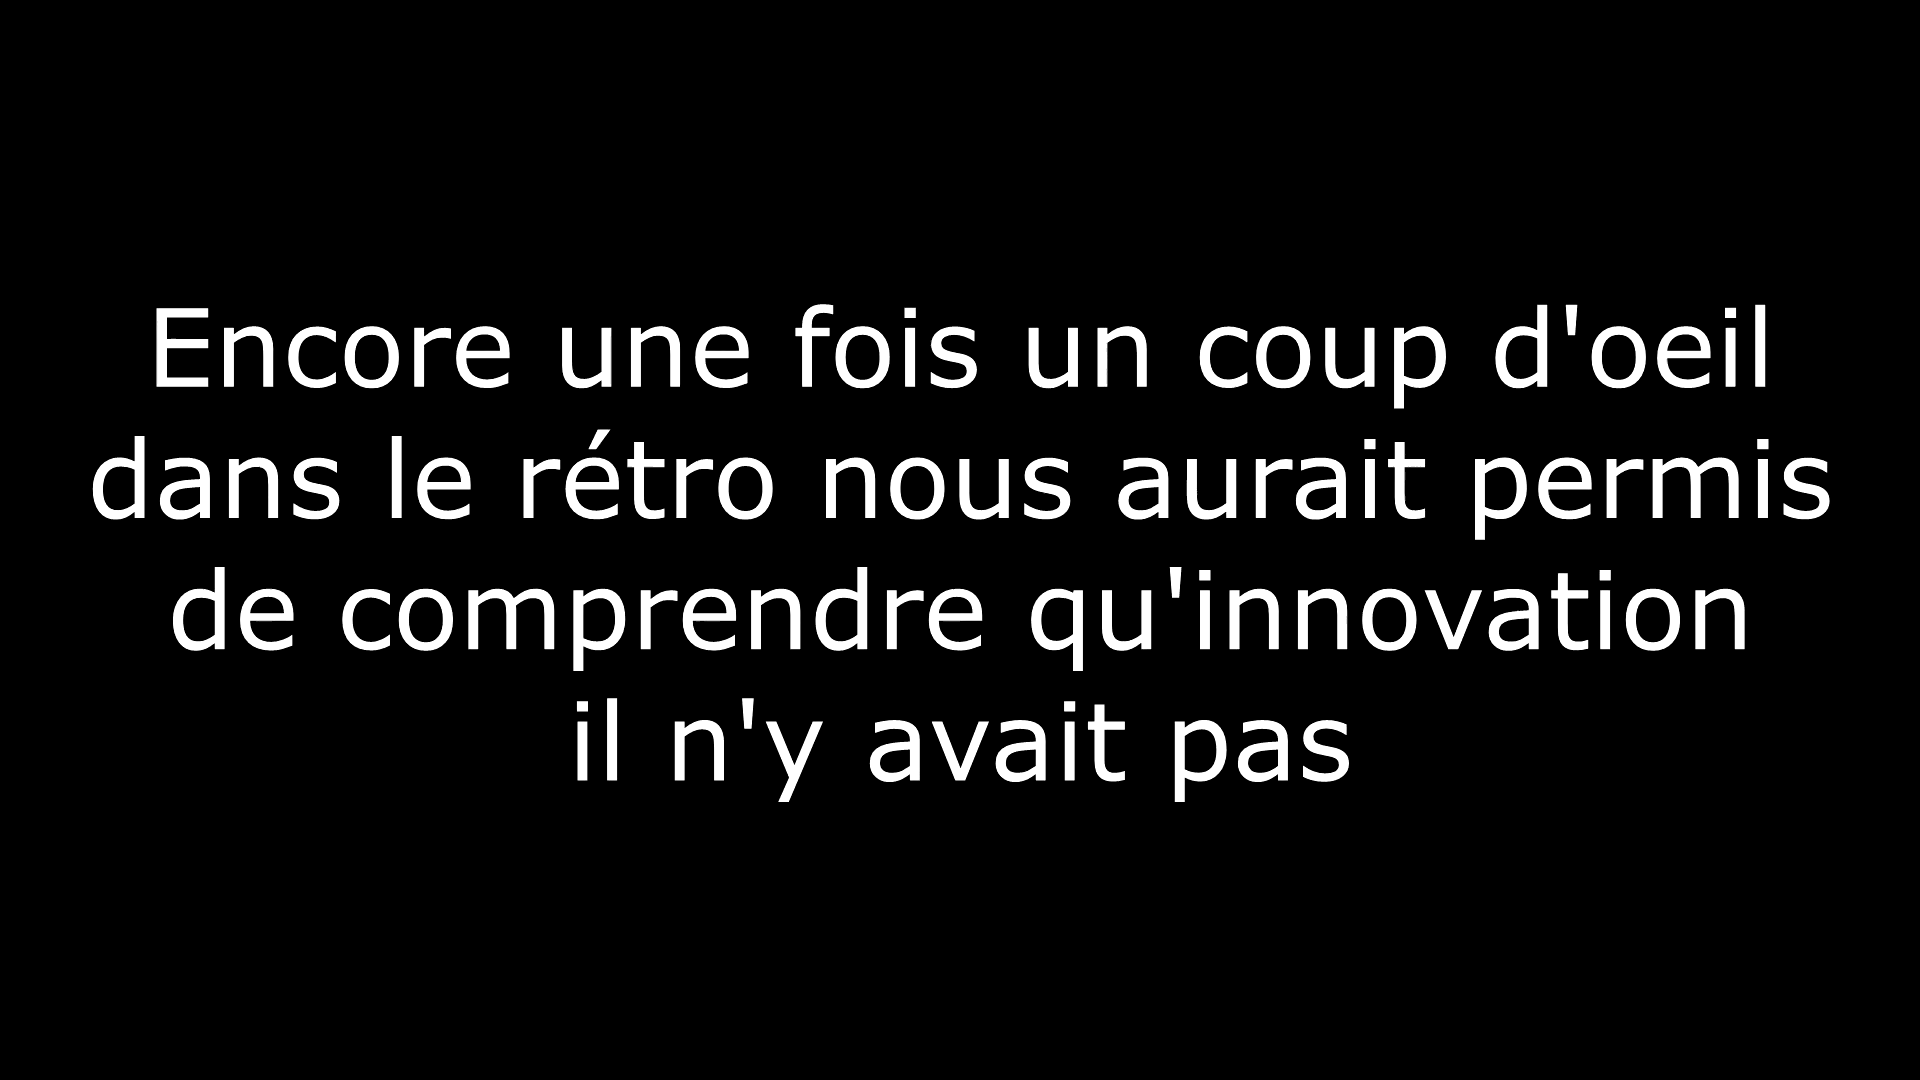 Encore une fois un coup d'oeil
dans le rétro nous aurait permis
de comprendre qu'innovation
il n'y avait pas